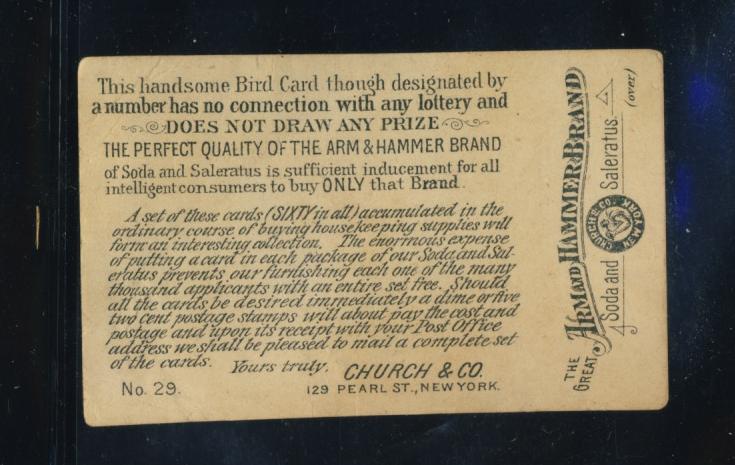 This handsome Bird Card though designated by
a number has no connection with any lottery and
DOES NOT DRAW ANY PRIZE
THE PERFECT QUALITY OF THE ARM & HAMMER BRAND
of Soda and Saleratus is sufficient inducement for all
intelligent consumers to buy ONLY that Brand.
A set of these cards (SIXTY in all) accumulated in the
ordinary course of buying housekeeping supplies will
form an interesting collection. The enormous expense
of putting a card in each package of our Soda and Sal-
eratus prevents our furnishing each one of the many
thousand applicants with an entire set free. Should
all the cards be desired immediately a dime or five
two cent postage stamps will about pay the cost and
postage and upon its receipt with your Post Office
address we shall be pleased to mail a complete set
of the cards. Yours truly, CHURCH & CO.
No. 29. 129 PEARL ST., NEW YORK.
THE GREAT
ARM AND HAMMER BRAND
Soda and Saleratus.
CHURCH & CO. NEW YORK
(over)